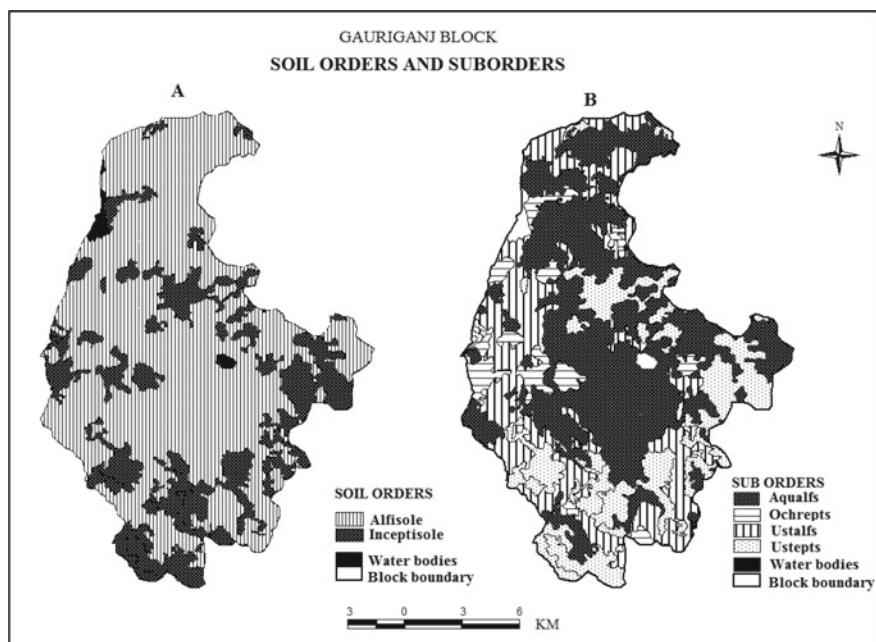 GAURIGANJ BLOCK
SOIL ORDERS AND SUBORDERS
A
B
N
SOIL ORDERS
Alfisole
Inceptisole
Water bodies
Block boundary
SUB ORDERS
Aqualfs
Ochrepts
Ustalfs
Ustepts
Water bodies
Block boundary
3 0 3 6
KM